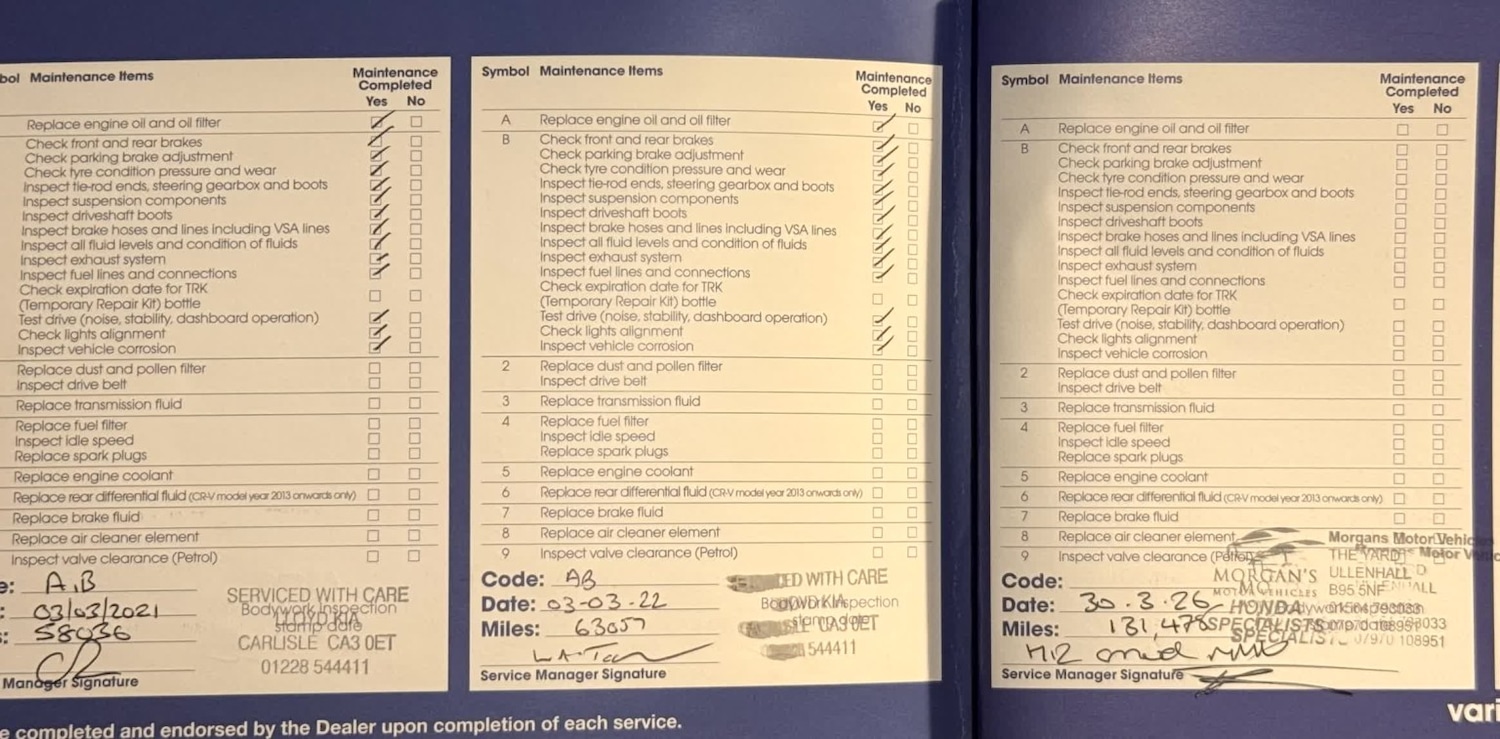 bol Maintenance Items
Maintenance
Completed
Yes No
Replace engine oil and oil filter
Check front and rear brakes
Check parking brake adjustment
Check tyre condition pressure and wear
Inspect tie-rod ends, steering gearbox and boots
Inspect suspension components
Inspect driveshaft boots
Inspect brake hoses and lines including VSA lines
Inspect all fluid levels and condition of fluids
Inspect exhaust system
Inspect fuel lines and connections
Check expiration date for TRK
(Temporary Repair Kit) bottle
Test drive (noise, stability, dashboard operation)
Check lights alignment
Inspect vehicle corrosion
Replace dust and pollen filter
Inspect drive belt
Replace transmission fluid
Replace fuel filter
Inspect idle speed
Replace spark plugs
Replace engine coolant
Replace rear differential fluid (CR-V model year 2013 onwards only)
Replace brake fluid
Replace air cleaner element
Inspect valve clearance (Petrol)
e: A.B
: 03/03/2021
s: 58036
Manager Signature
SERVICED WITH CARE
Bodywork Inspection
LLOYD KIA
stamp date
CARLISLE CA3 0ET
01228 544411
Symbol Maintenance Items
Maintenance
Completed
Yes No
A Replace engine oil and oil filter
B Check front and rear brakes
Check parking brake adjustment
Check tyre condition pressure and wear
Inspect tie-rod ends, steering gearbox and boots
Inspect suspension components
Inspect driveshaft boots
Inspect brake hoses and lines including VSA lines
Inspect all fluid levels and condition of fluids
Inspect exhaust system
Inspect fuel lines and connections
Check expiration date for TRK
(Temporary Repair Kit) bottle
Test drive (noise, stability, dashboard operation)
Check lights alignment
Inspect vehicle corrosion
2 Replace dust and pollen filter
Inspect drive belt
3 Replace transmission fluid
4 Replace fuel filter
Inspect idle speed
Replace spark plugs
5 Replace engine coolant
6 Replace rear differential fluid (CR-V model year 2013 onwards only)
7 Replace brake fluid
8 Replace air cleaner element
9 Inspect valve clearance (Petrol)
Code: AB
Date: 03-03-22
Miles: 63057
Service Manager Signature
WITH CARE
Bodywork Inspection
stamp date
CA3 0ET
544411
Symbol Maintenance Items
Maintenance
Completed
Yes No
A Replace engine oil and oil filter
B Check front and rear brakes
Check parking brake adjustment
Check tyre condition pressure and wear
Inspect tie-rod ends, steering gearbox and boots
Inspect suspension components
Inspect driveshaft boots
Inspect brake hoses and lines including VSA lines
Inspect all fluid levels and condition of fluids
Inspect exhaust system
Inspect fuel lines and connections
Check expiration date for TRK
(Temporary Repair Kit) bottle
Test drive (noise, stability, dashboard operation)
Check lights alignment
Inspect vehicle corrosion
2 Replace dust and pollen filter
Inspect drive belt
3 Replace transmission fluid
4 Replace fuel filter
Inspect idle speed
Replace spark plugs
5 Replace engine coolant
6 Replace rear differential fluid (CR-V model year 2013 onwards only)
7 Replace brake fluid
8 Replace air cleaner element
9 Inspect valve clearance (Petrol)
Code:
Date: 30.3.26
Miles: 131,478
Service Manager Signature
MORGAN'S
MOTOR VEHICLES
HONDA
SPECIALISTS
SPECIALIST
Morgans Motor Vehicle
THE YARD
ULLENHALL
B95 5NF
108951
e completed and endorsed by the Dealer upon completion of each service.
vari